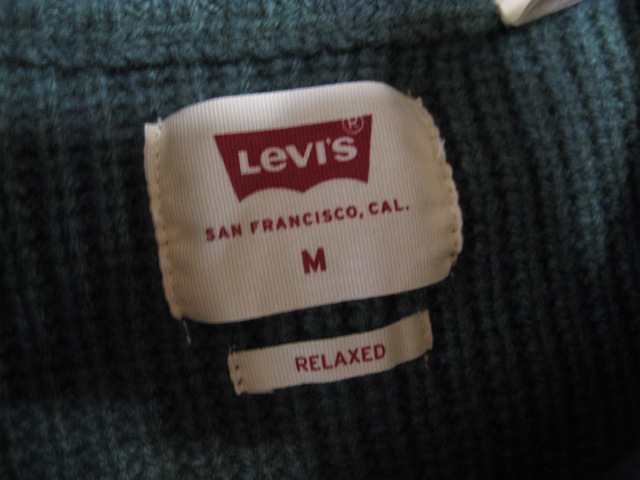 LEVI'S ®
SAN FRANCISCO, CAL.
M
RELAXED